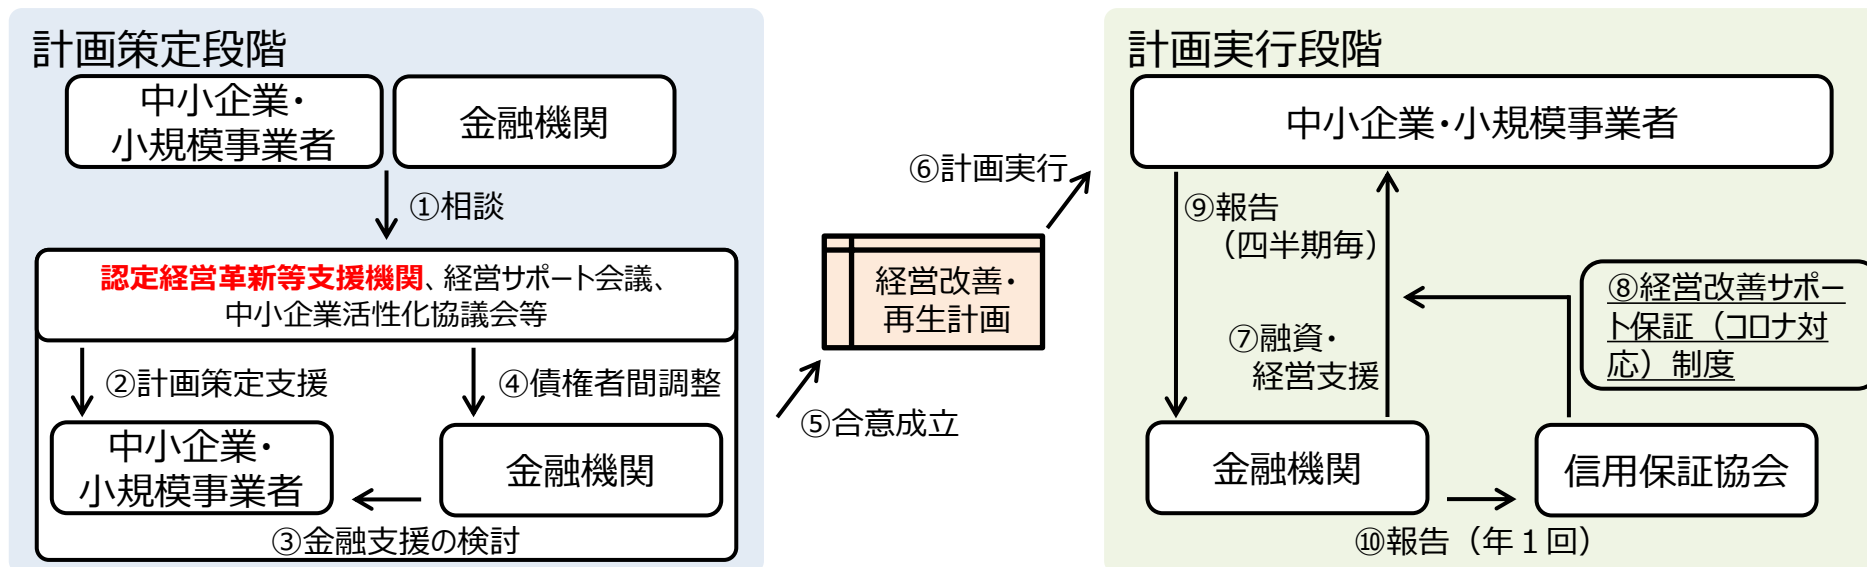 計画策定段階
中小企業・
小規模事業者
金融機関
①相談
認定経営革新等支援機関、経営サポート会議、
中小企業活性化協議会等
②計画策定支援
④債権者間調整
中小企業・
小規模事業者
金融機関
③金融支援の検討
⑤合意成立
経営改善・
再生計画
⑥計画実行
計画実行段階
中小企業・小規模事業者
⑨報告
（四半期毎）
⑦融資・
経営支援
⑧経営改善サポー
ト保証（コロナ対
応）制度
金融機関
信用保証協会
⑩報告（年１回）